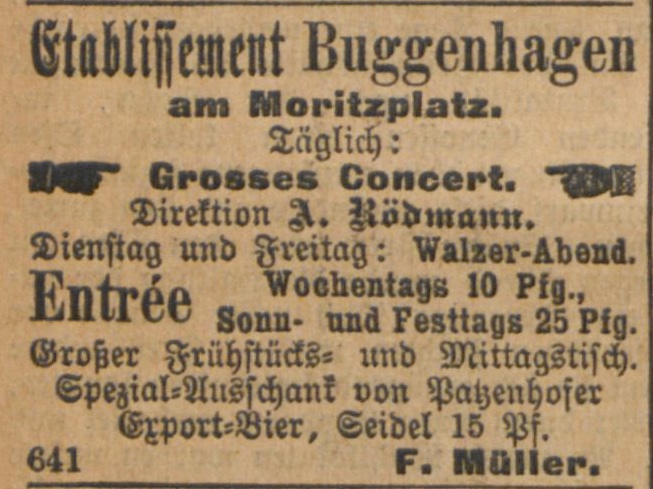 Etablissement Buggenhagen
am Moritzplatz.
Täglich:
Grosses Concert.
Direktion A. Rödmann.
Dienstag und Freitag: Walzer-Abend.
Entrée Wochentags 10 Pfg.,
Sonn- und Festtags 25 Pfg.
Großer Frühstücks- und Mittagstisch.
Spezial-Ausschank von Patzenhofer
Export-Bier, Seidel 15 Pf.
641 F. Müller.